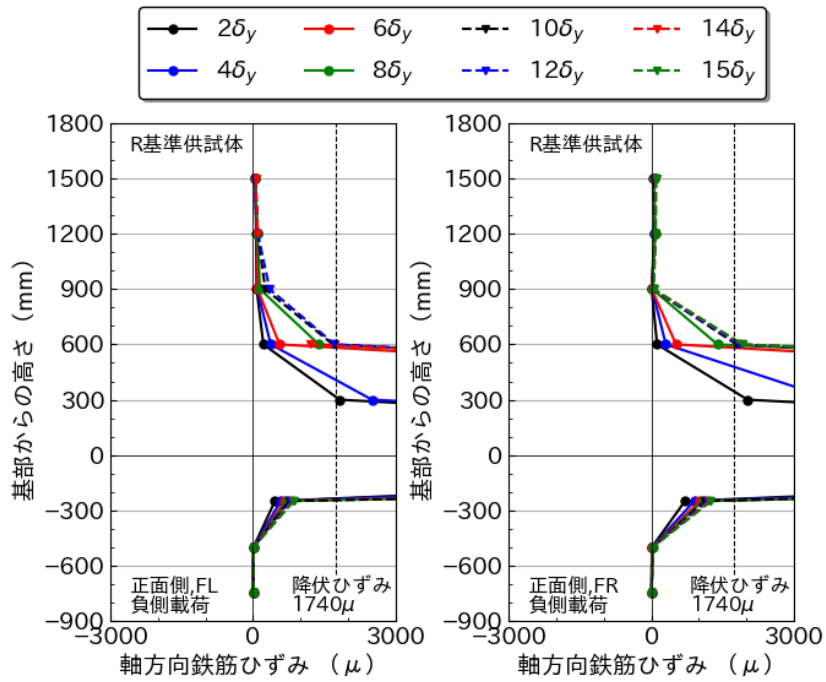 2δy 6δy 10δy 14δy
4δy 8δy 12δy 15δy
基部からの高さ (mm)
1800
1500
1200
900
600
300
0
−300
−600
−900
R基準供試体
正面側,FL
負側載荷
降伏ひずみ
1740μ
−3000 0 3000
軸方向鉄筋ひずみ (μ)
基部からの高さ (mm)
1800
1500
1200
900
600
300
0
−300
−600
−900
R基準供試体
正面側,FR
負側載荷
降伏ひずみ
1740μ
−3000 0 3000
軸方向鉄筋ひずみ (μ)